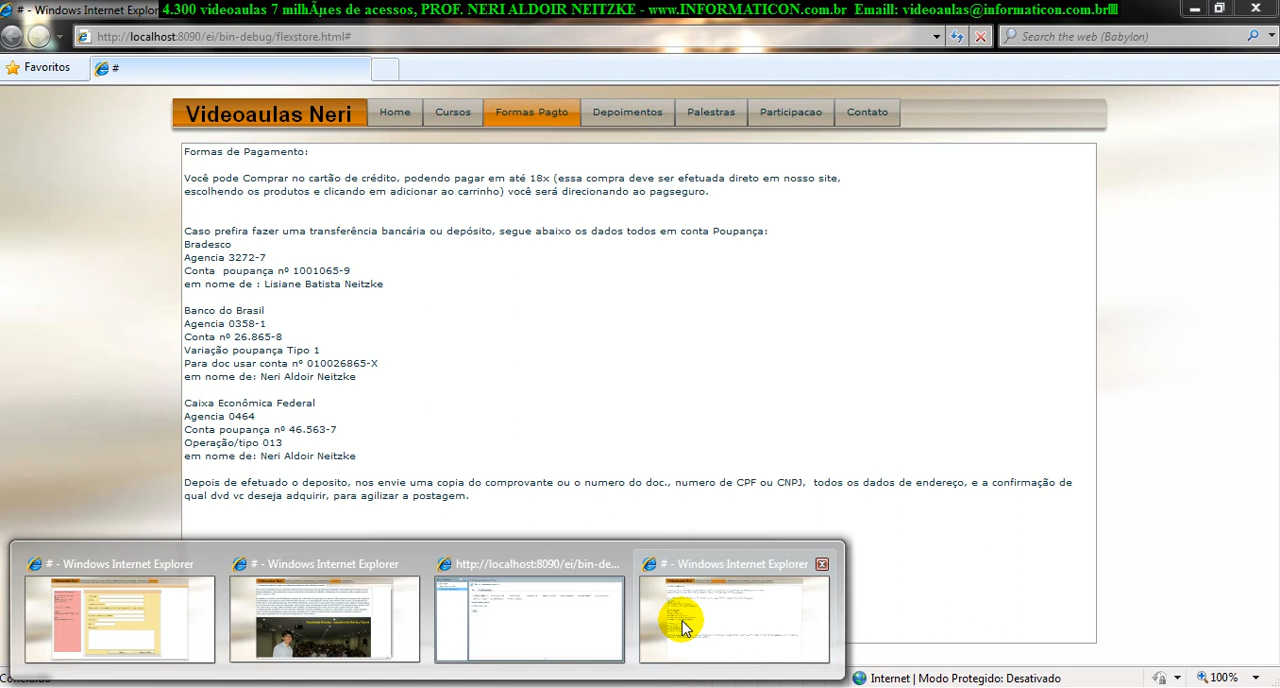 # - Windows Internet Explor
4.300 videoaulas 7 milhÃµes de acessos, PROF. NERI ALDOIR NEITZKE - www.INFORMATICON.com.br Emaill: videoaulas@informaticon.com.br
http://localhost:8090/ei/bin-debug/flexstore.html#
Search the web (Babylon)
Favoritos
#
Videoaulas Neri
Home
Cursos
Formas Pagto
Depoimentos
Palestras
Participacao
Contato
Formas de Pagamento:
Você pode Comprar no cartão de crédito, podendo pagar em até 18x (essa compra deve ser efetuada direto em nosso site,
escolhendo os produtos e clicando em adicionar ao carrinho) você será direcionando ao pagseguro.
Caso prefira fazer uma transferência bancária ou depósito, segue abaixo os dados todos em conta Poupança:
Bradesco
Agencia 3272-7
Conta poupança nº 1001065-9
em nome de : Lisiane Batista Neitzke
Banco do Brasil
Agencia 0358-1
Conta nº 26.865-8
Variação poupança Tipo 1
Para doc usar conta n° 010026865-X
em nome de: Neri Aldoir Neitzke
Caixa Econômica Federal
Agencia 0464
Conta poupança nº 46.563-7
Operação/tipo 013
em nome de: Neri Aldoir Neitzke
Depois de efetuado o deposito, nos envie uma copia do comprovante ou o numero do doc., numero de CPF ou CNPJ, todos os dados de endereço, e a confirmação de
qual dvd vc deseja adquirir, para agilizar a postagem.
# - Windows Internet Explorer
# - Windows Internet Explorer
http://localhost:8090/ei/bin-de...
# - Windows Internet Explorer
Internet | Modo Protegido: Desativado
100%